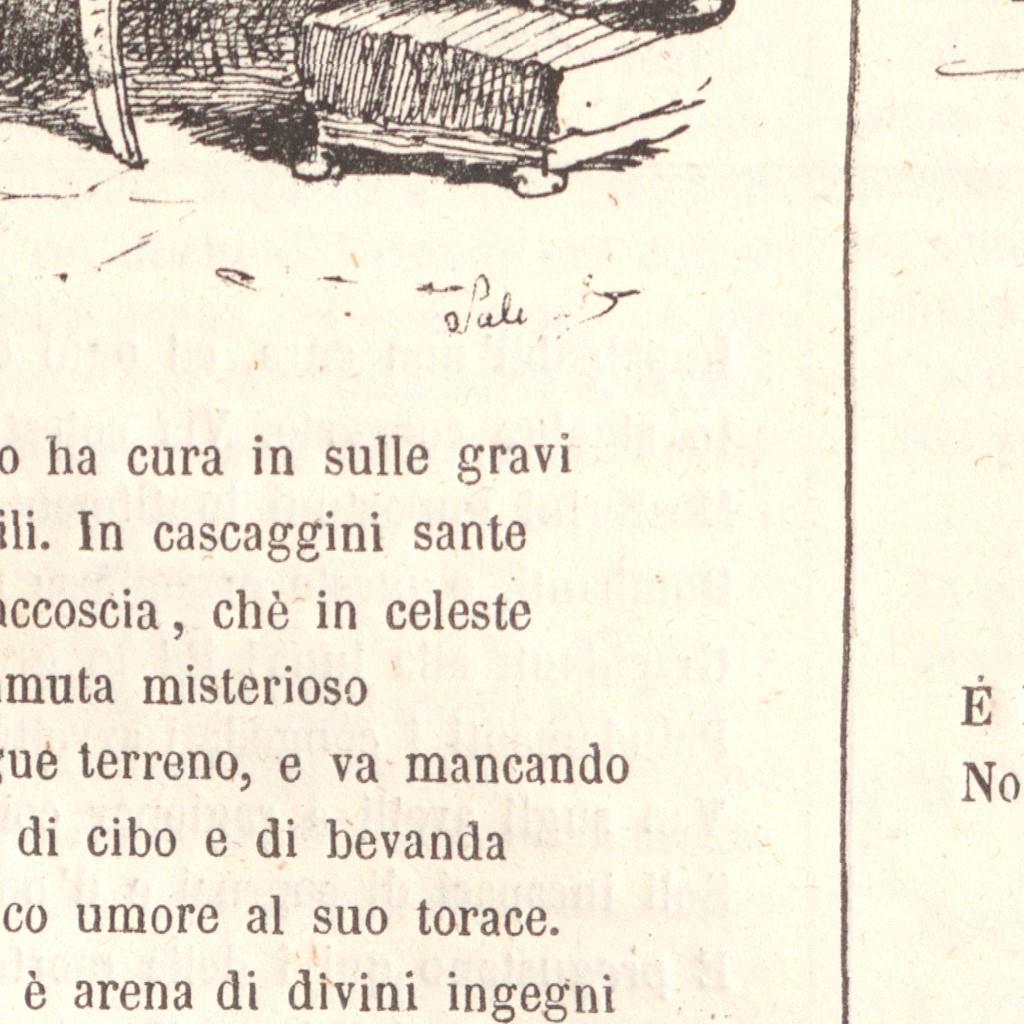 o ha cura in sulle gravi
ili. In cascaggini sante
accoscia, chè in celeste
muta misterioso
gue terreno, e va mancando
di cibo e di bevanda
co umore al suo torace.
è arena di divini ingegni
É
No